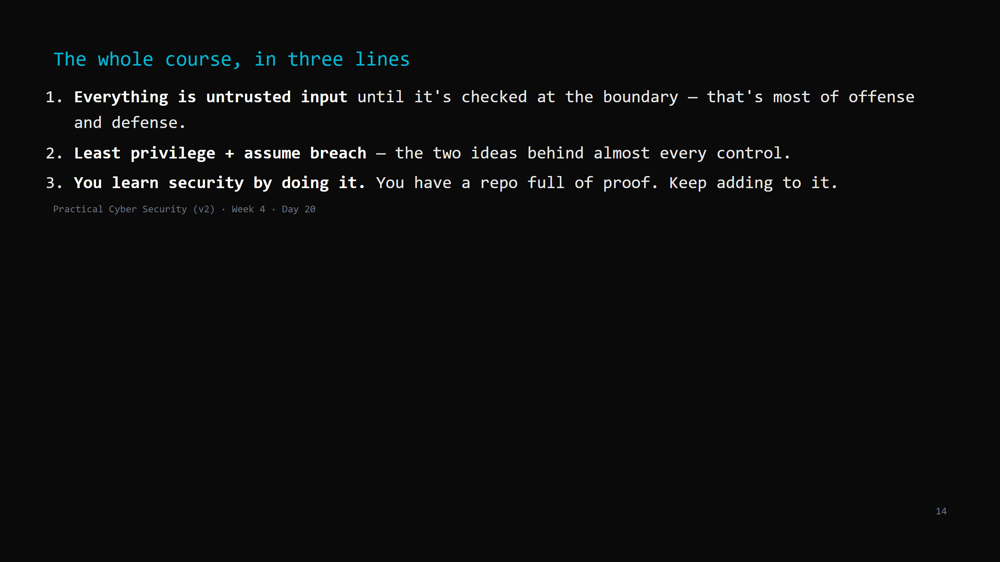 The whole course, in three lines
1. Everything is untrusted input until it's checked at the boundary — that's most of offense
and defense.
2. Least privilege + assume breach — the two ideas behind almost every control.
3. You learn security by doing it. You have a repo full of proof. Keep adding to it.
Practical Cyber Security (v2) · Week 4 · Day 20
14